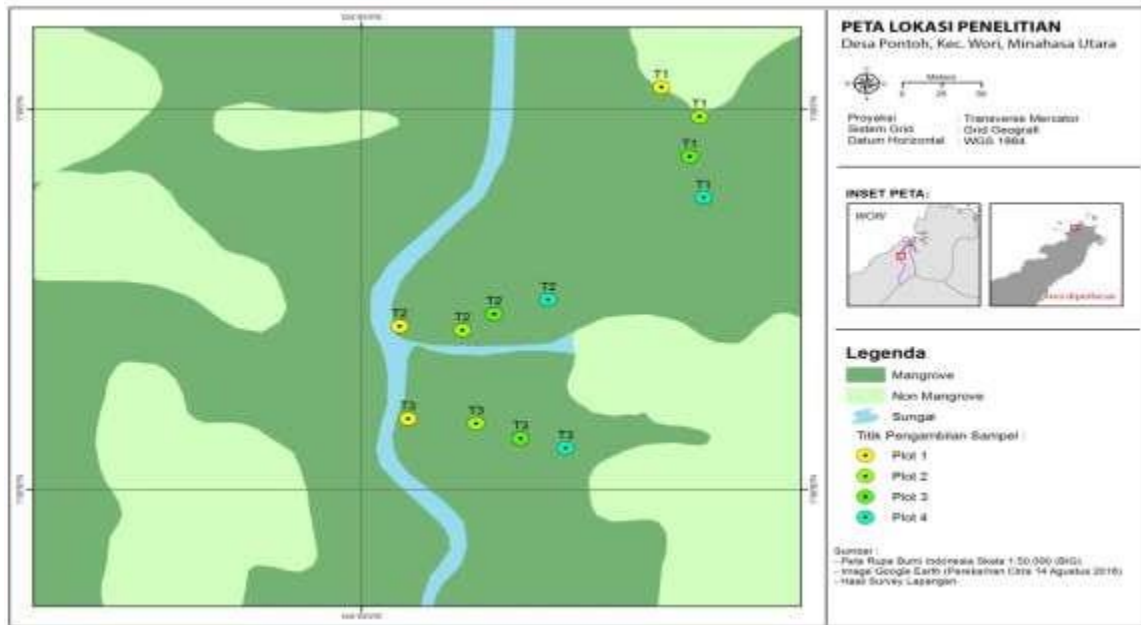 PETA LOKASI PENELITIAN
Desa Pontoh, Kec. Wori, Minahasa Utara
Meters
0 25 50
Proyeksi : Transverse Mercator
Sistem Grid : Grid Geografi
Datum Horizontal : WGS 1984
INSET PETA:
WORI
Legenda
Mangrove
Non Mangrove
Sungai
Titik Pengambilan Sampel :
Plot 1
Plot 2
Plot 3
Plot 4
Sumber :
- Peta Rupa Bumi Indonesia Skala 1:50.000 (BIG)
- Image Google Earth (Perekaman Citra 14 Agustus 2016)
- Hasil Survey Lapangan
T1
T1
T1
T1
T2
T2
T2
T2
T3
T3
T3
T3